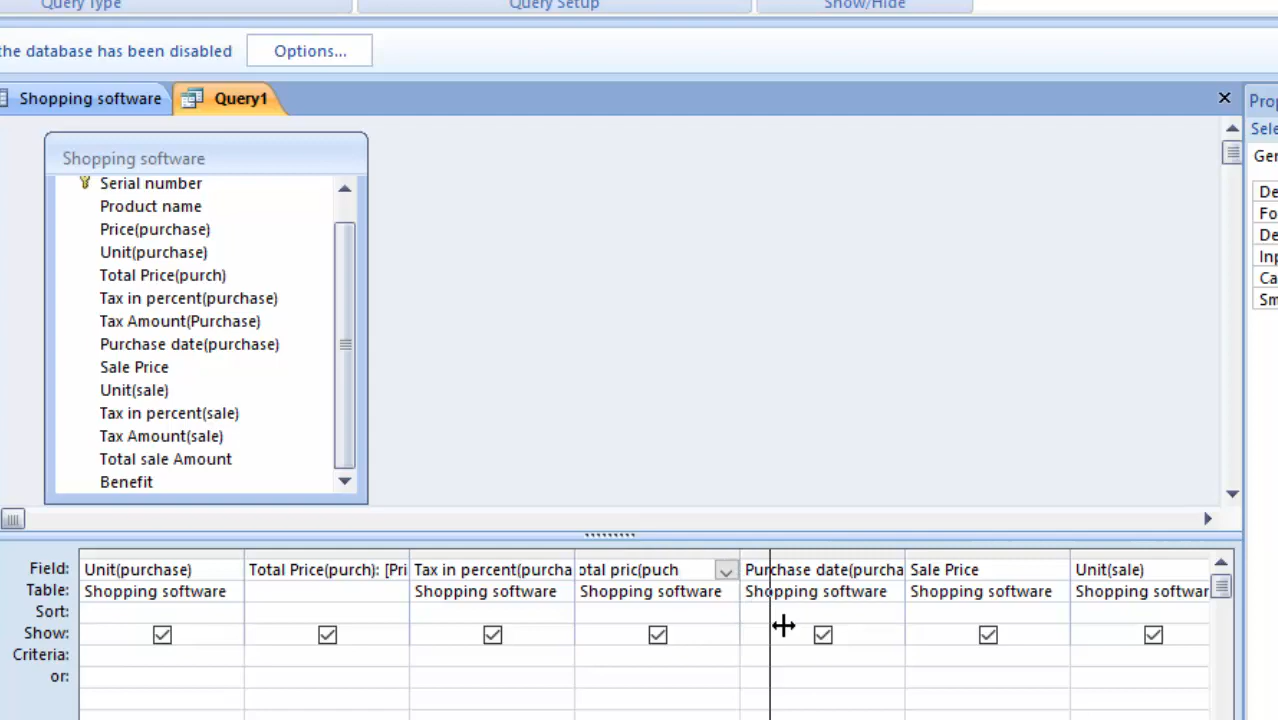 Query Type Query Setup Show/Hide
the database has been disabled Options...
Shopping software Query1
Shopping software
Serial number
Product name
Price(purchase)
Unit(purchase)
Total Price(purch)
Tax in percent(purchase)
Tax Amount(Purchase)
Purchase date(purchase)
Sale Price
Unit(sale)
Tax in percent(sale)
Tax Amount(sale)
Total sale Amount
Benefit
Prop
Sele
Ger
De
Fo
De
Inp
Ca
Sm
Field: Unit(purchase) Total Price(purch): [Pri Tax in percent(purcha otal pric(puch Purchase date(purcha Sale Price Unit(sale)
Table: Shopping software Shopping software Shopping software Shopping software Shopping software Shopping softwar
Sort:
Show:
Criteria:
or: